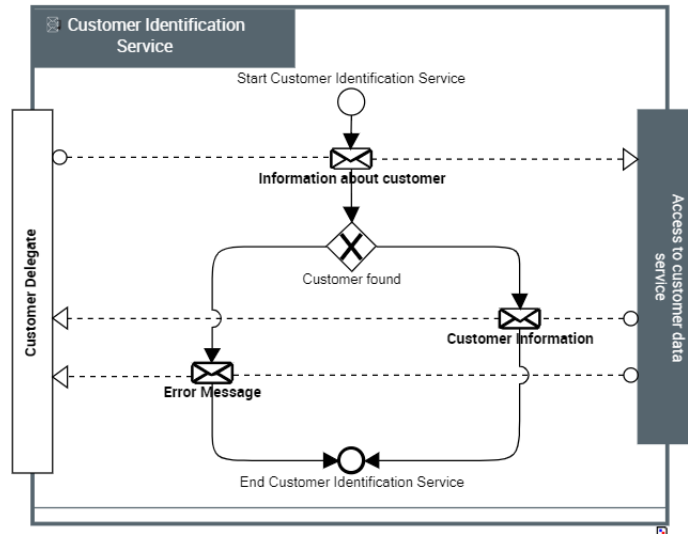 Customer Identification
Service
Start Customer Identification Service
Information about customer
Customer Delegate
Access to customer data
service
Customer found
Customer Information
Error Message
End Customer Identification Service